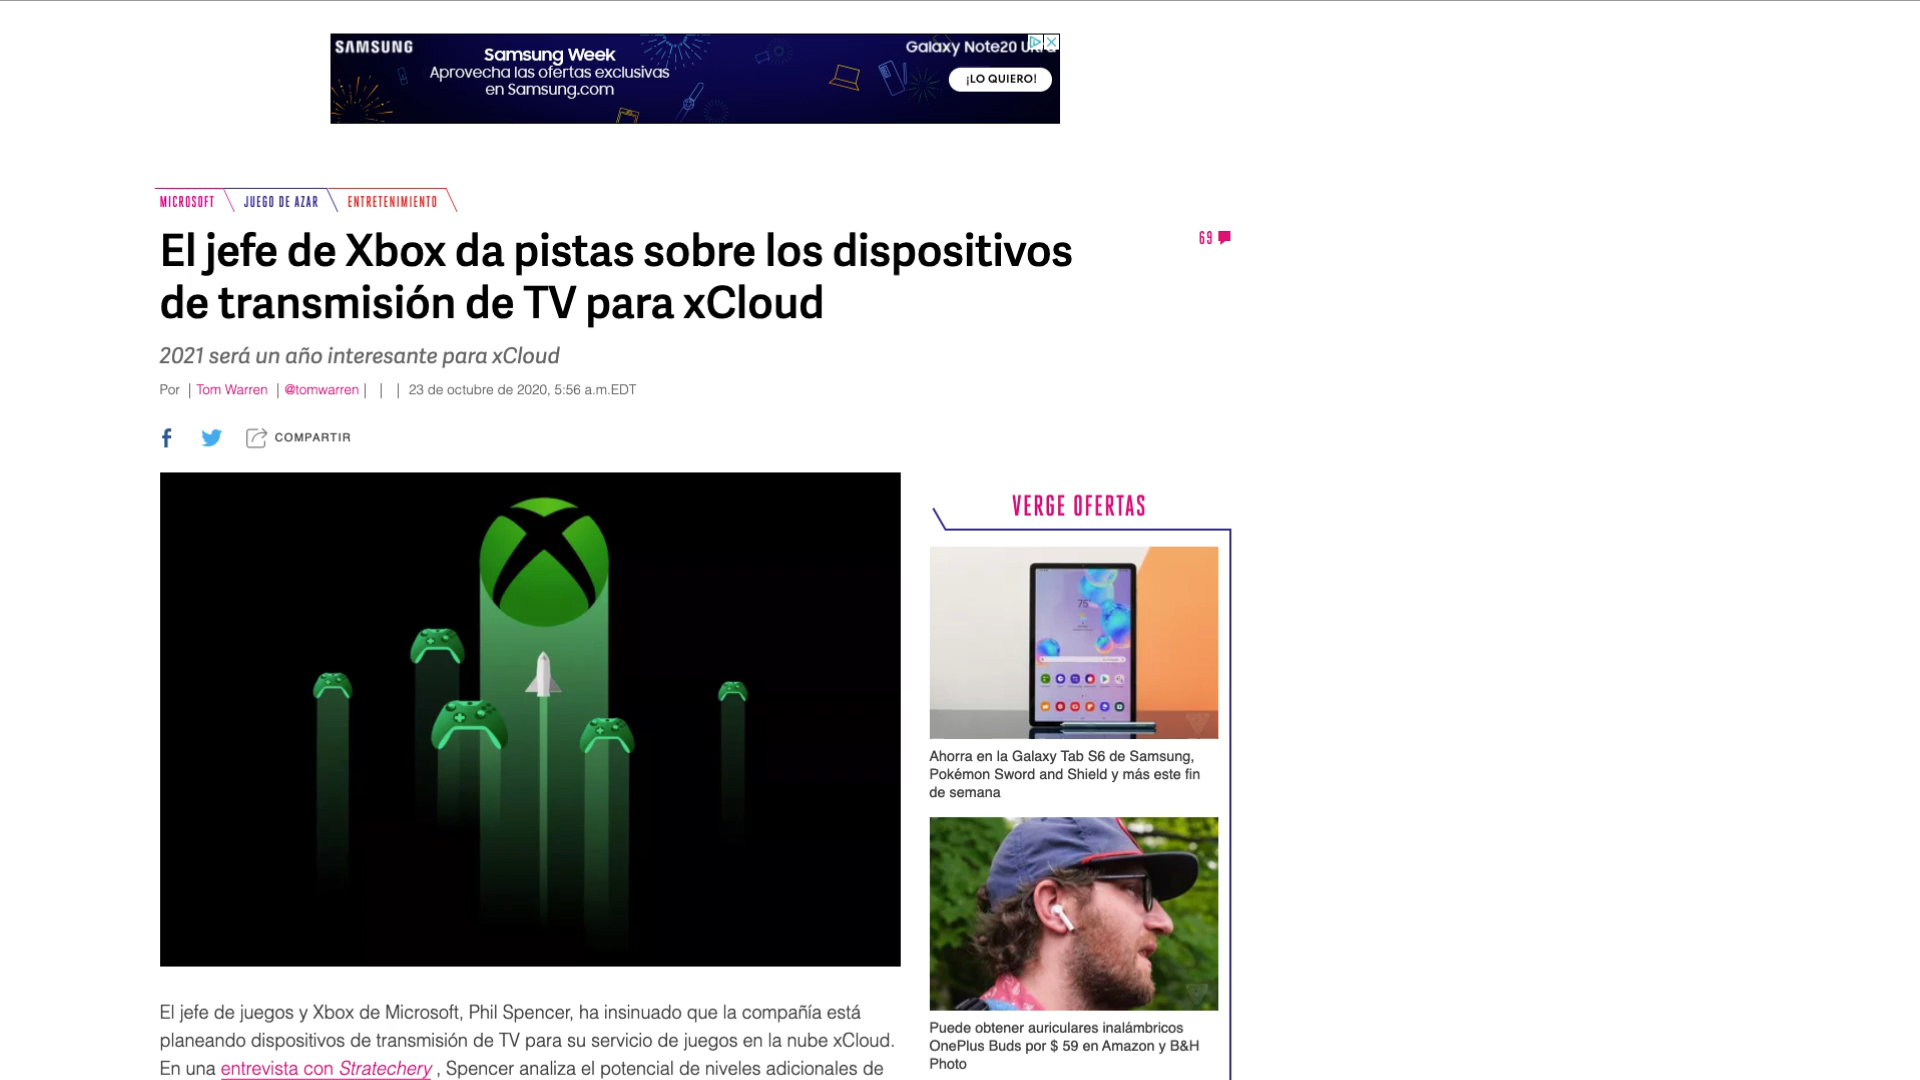 SAMSUNG
Samsung Week
Aprovecha las ofertas exclusivas
en Samsung.com
Galaxy Note20 Ultra
¡LO QUIERO!
MICROSOFT
JUEGO DE AZAR
ENTRETENIMIENTO
El jefe de Xbox da pistas sobre los dispositivos
de transmisión de TV para xCloud
69
2021 será un año interesante para xCloud
Por | Tom Warren | @tomwarren | | | 23 de octubre de 2020, 5:56 a.m.EDT
COMPARTIR
VERGE OFERTAS
Ahorra en la Galaxy Tab S6 de Samsung,
Pokémon Sword and Shield y más este fin
de semana
Puede obtener auriculares inalámbricos
OnePlus Buds por $ 59 en Amazon y B&H
Photo
El jefe de juegos y Xbox de Microsoft, Phil Spencer, ha insinuado que la compañía está
planeando dispositivos de transmisión de TV para su servicio de juegos en la nube xCloud.
En una entrevista con Stratechery , Spencer analiza el potencial de niveles adicionales de